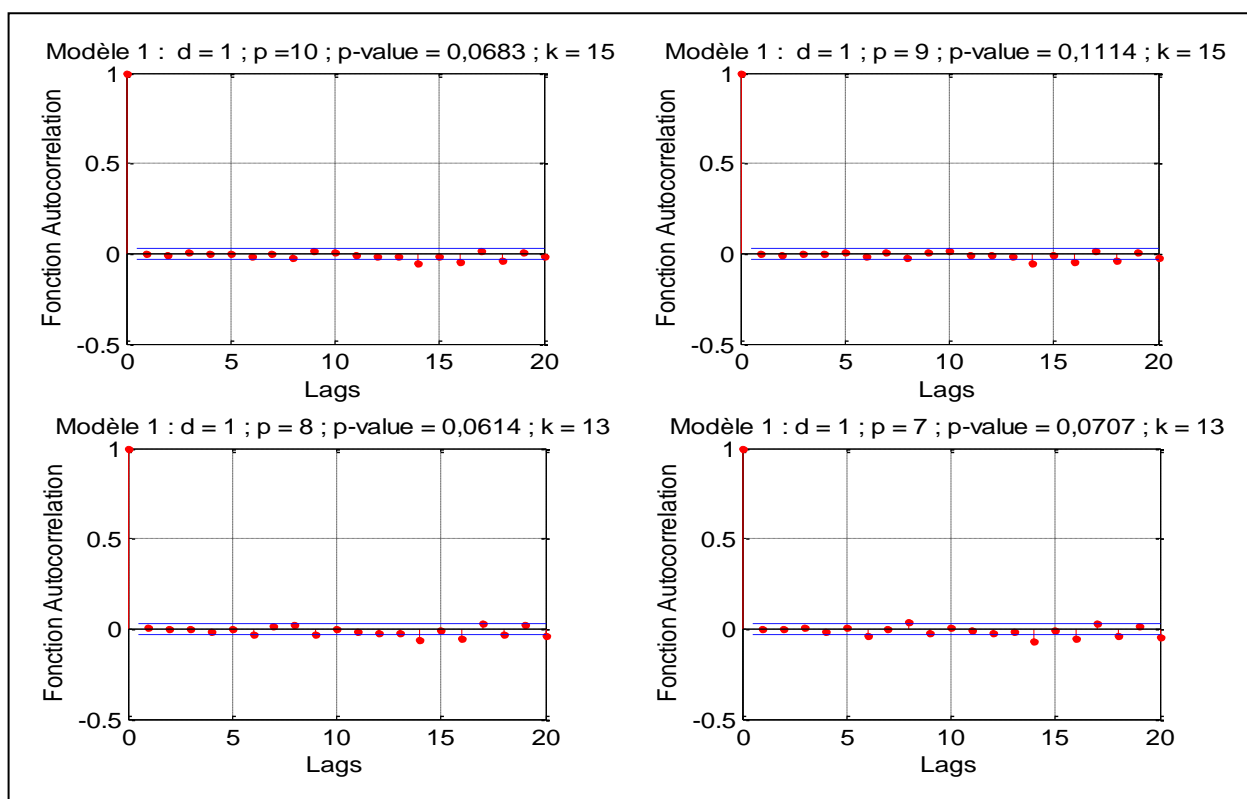 Modèle 1 : d = 1 ; p =10 ; p-value = 0,0683 ; k = 15
Fonction Autocorrelation
1
0.5
0
-0.5
0 5 10 15 20
Lags
Modèle 1 : d = 1 ; p = 9 ; p-value = 0,1114 ; k = 15
Fonction Autocorrelation
1
0.5
0
-0.5
0 5 10 15 20
Lags
Modèle 1 : d = 1 ; p = 8 ; p-value = 0,0614 ; k = 13
Fonction Autocorrelation
1
0.5
0
-0.5
0 5 10 15 20
Lags
Modèle 1 : d = 1 ; p = 7 ; p-value = 0,0707 ; k = 13
Fonction Autocorrelation
1
0.5
0
-0.5
0 5 10 15 20
Lags